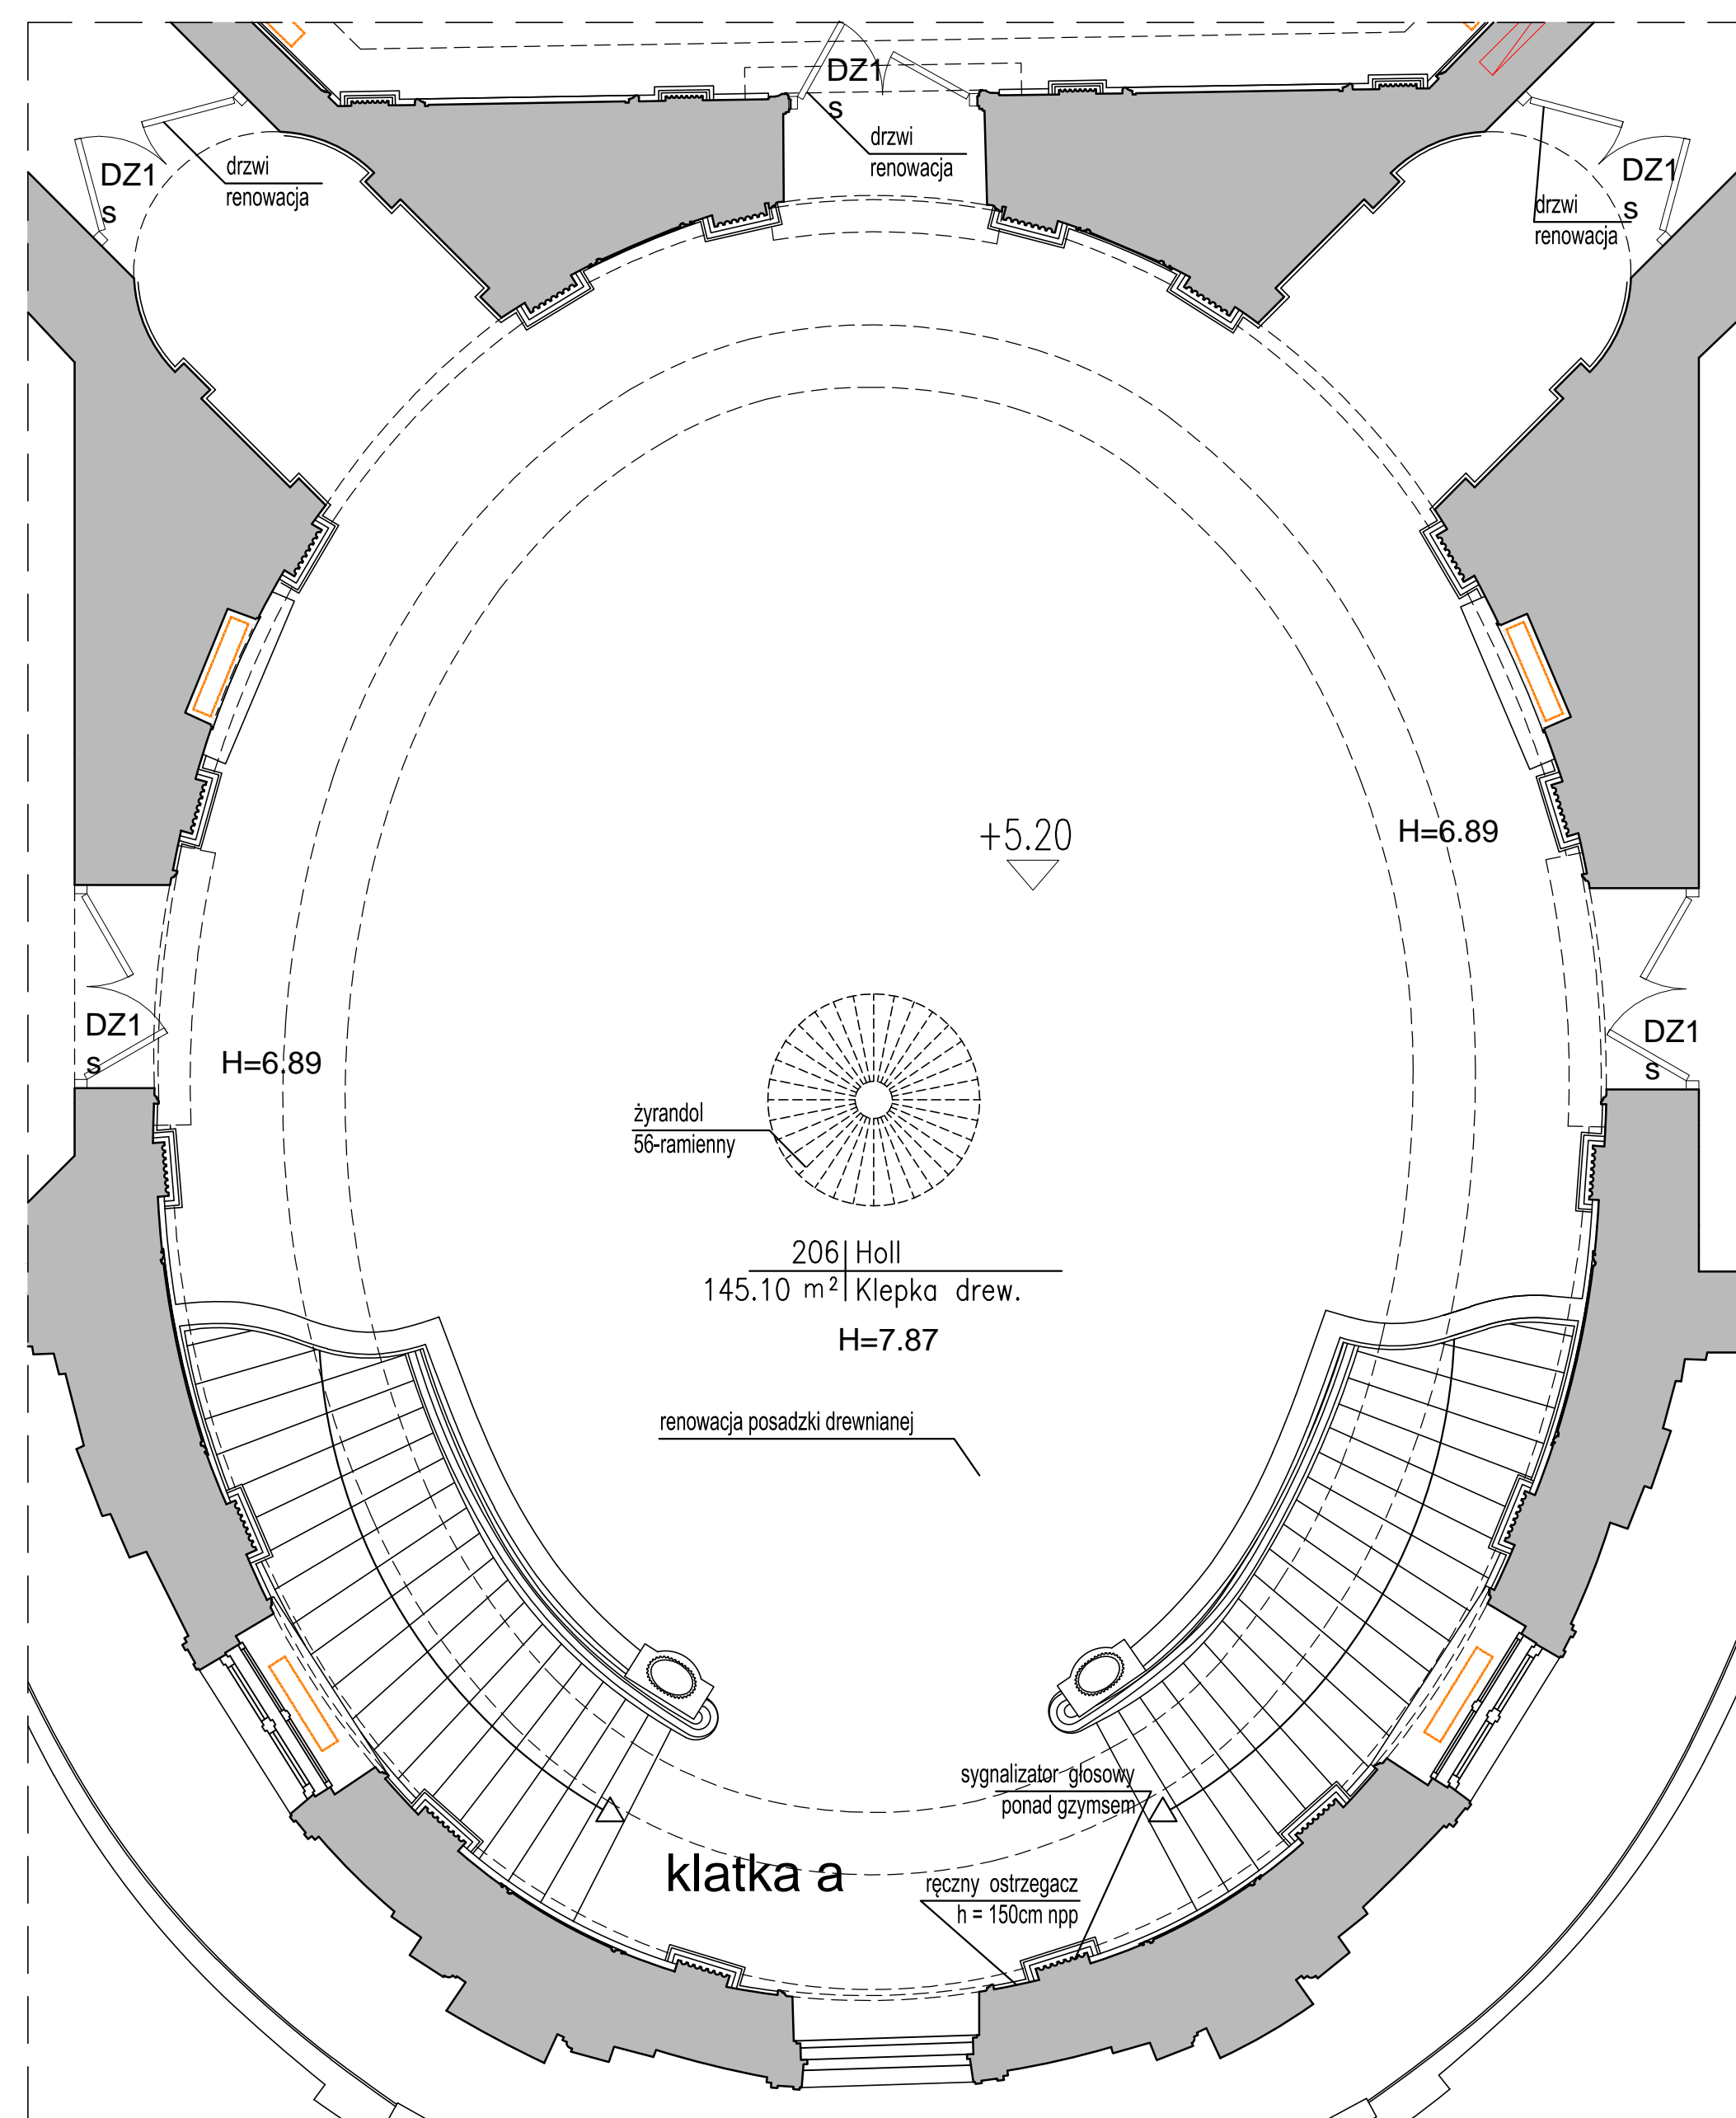 DZ1
s
drzwi
renowacja
DZ1
s
drzwi
renowacja
DZ1
s
drzwi
renowacja
+5.20
H=6.89
DZ1
s
H=6.89
DZ1
s
żyrandol
56-ramienny
206 Holl
145.10 m² Klepka drew.
H=7.87
renowacja posadzki drewnianej
sygnalizator głosowy
ponad gzymsem
klatka a
ręczny ostrzegacz
h = 150cm npp